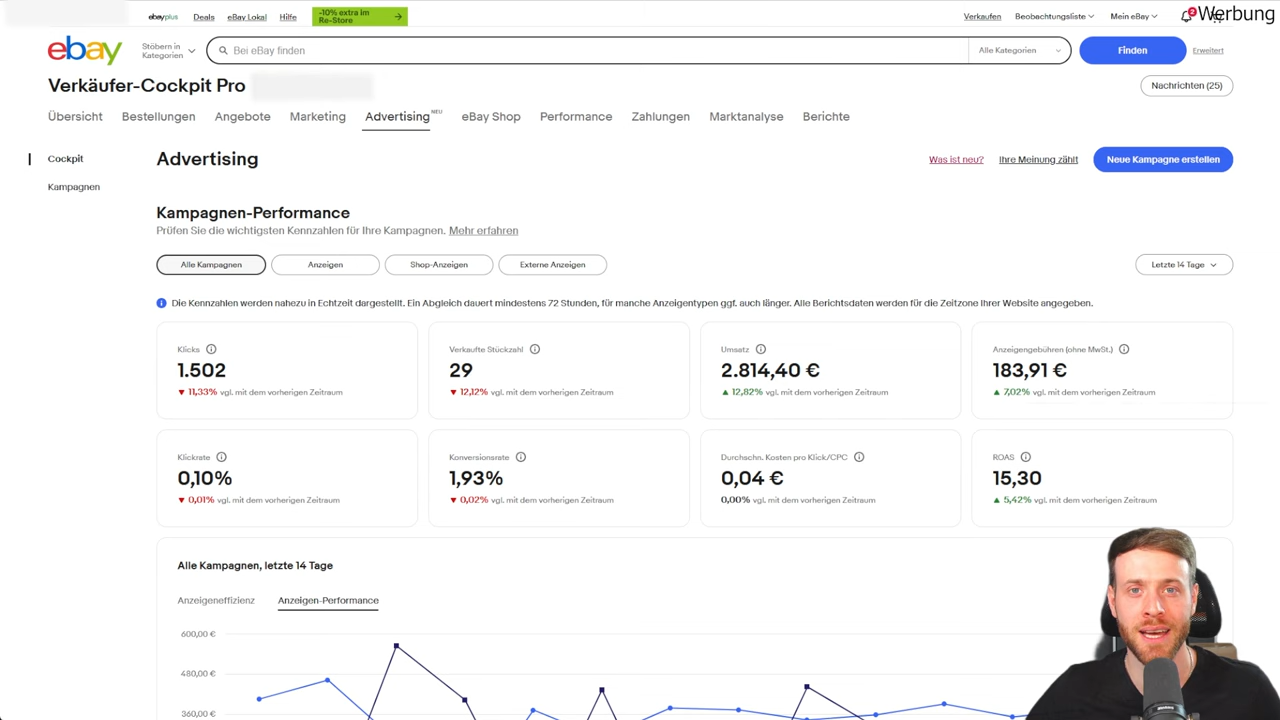 ebayplus Deals eBay Lokal Hilfe -10% extra im Re-Store → Verkaufen Beobachtungsliste Mein eBay 2 Werbung
ebay Stöbern in Kategorien Bei eBay finden Alle Kategorien Finden Erweitert
Verkäufer-Cockpit Pro Nachrichten (25)
Übersicht Bestellungen Angebote Marketing Advertising NEU eBay Shop Performance Zahlungen Marktanalyse Berichte
Cockpit Advertising Was ist neu? Ihre Meinung zählt Neue Kampagne erstellen
Kampagnen
Kampagnen-Performance
Prüfen Sie die wichtigsten Kennzahlen für Ihre Kampagnen. Mehr erfahren
Alle Kampagnen Anzeigen Shop-Anzeigen Externe Anzeigen Letzte 14 Tage
Die Kennzahlen werden nahezu in Echtzeit dargestellt. Ein Abgleich dauert mindestens 72 Stunden, für manche Anzeigentypen ggf. auch länger. Alle Berichtsdaten werden für die Zeitzone Ihrer Website angegeben.
Klicks Verkaufte Stückzahl Umsatz Anzeigengebühren (ohne MwSt.)
1.502 29 2.814,40 € 183,91 €
▼ 11,33% vgl. mit dem vorherigen Zeitraum ▼ 12,12% vgl. mit dem vorherigen Zeitraum ▲ 12,82% vgl. mit dem vorherigen Zeitraum ▲ 7,02% vgl. mit dem vorherigen Zeitraum
Klickrate Konversionsrate Durchschn. Kosten pro Klick/CPC ROAS
0,10% 1,93% 0,04 € 15,30
▼ 0,01% vgl. mit dem vorherigen Zeitraum ▼ 0,02% vgl. mit dem vorherigen Zeitraum 0,00% vgl. mit dem vorherigen Zeitraum ▲ 5,42% vgl. mit dem vorherigen Zeitraum
Alle Kampagnen, letzte 14 Tage
Anzeigeneffizienz Anzeigen-Performance
600,00 €
480,00 €
360,00 €